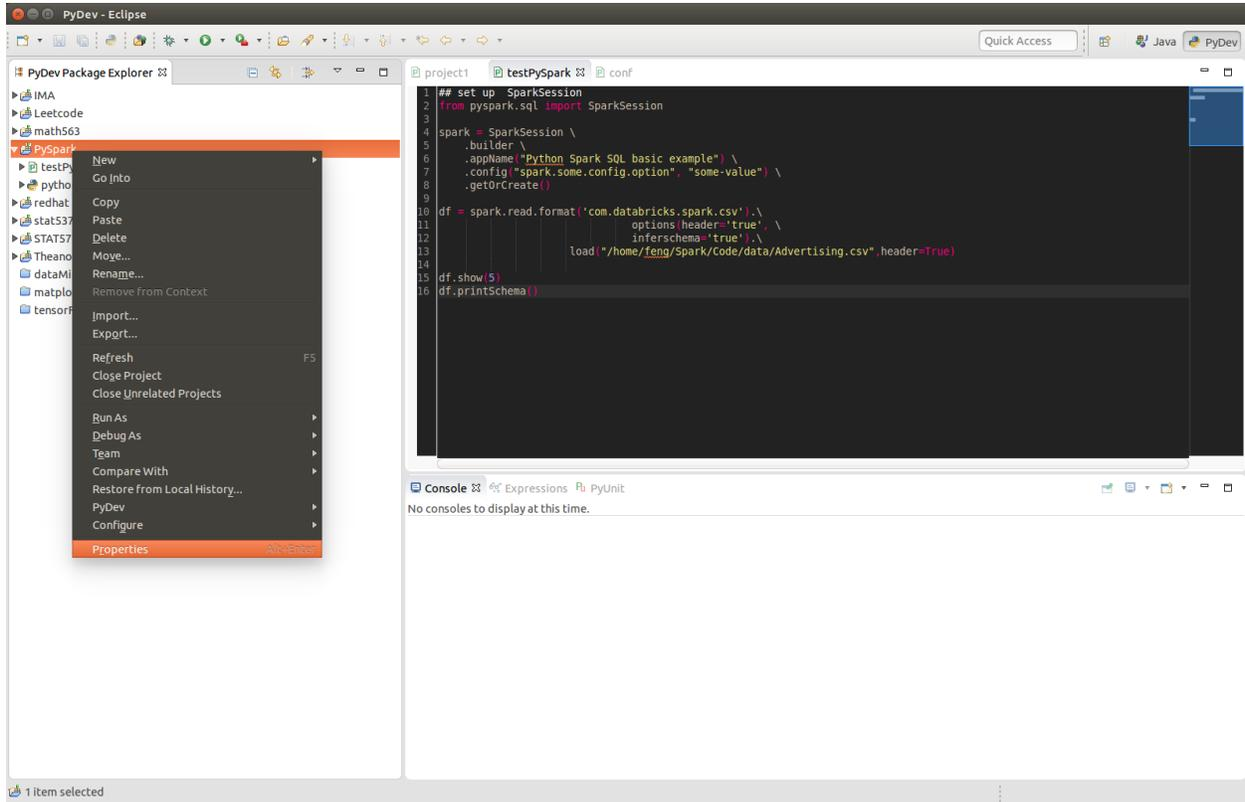 PyDev - Eclipse
Quick Access
Java
PyDev
PyDev Package Explorer
IMA
Leetcode
math563
PySpark
testPy
pytho
redhat
stat537
STAT57
Theano
dataMi
matplo
tensorF
New
Go Into
Copy
Paste
Delete
Move...
Rename...
Remove from Context
Import...
Export...
Refresh F5
Close Project
Close Unrelated Projects
Run As
Debug As
Team
Compare With
Restore from Local History...
PyDev
Configure
Properties Alt+Enter
project1 testPySpark conf
1 ## set up  SparkSession
2 from pyspark.sql import SparkSession
3
4 spark = SparkSession \
5     .builder \
6     .appName("Python Spark SQL basic example") \
7     .config("spark.some.config.option", "some-value") \
8     .getOrCreate()
9
10 df = spark.read.format('com.databricks.spark.csv').\
11                               options(header='true', \
12                               inferschema='true').\
13                     load("/home/feng/Spark/Code/data/Advertising.csv",header=True)
14
15 df.show(5)
16 df.printSchema()
Console Expressions PyUnit
No consoles to display at this time.
1 item selected